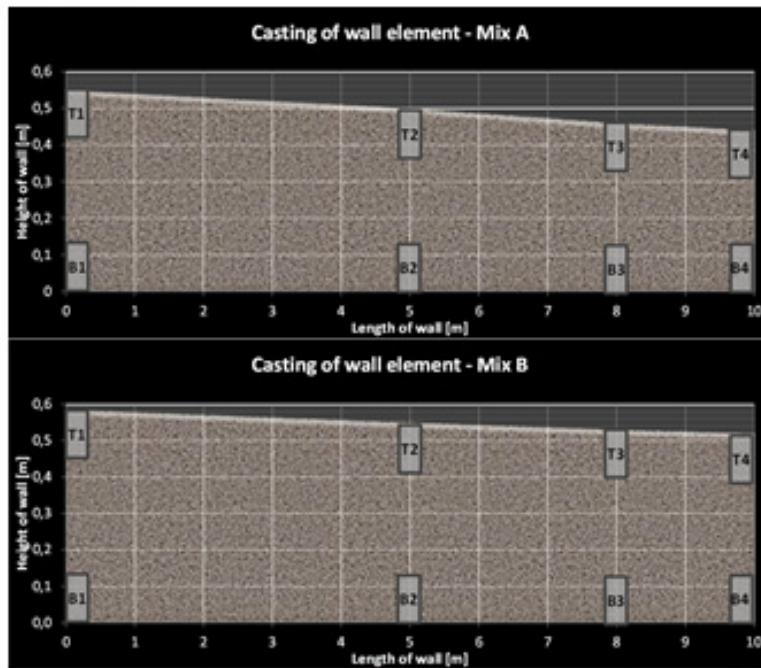 Casting of wall element - Mix A
Height of wall [m]
0,6
0,5
0,4
0,3
0,2
0,1
0
T1
T2
T3
T4
B1
B2
B3
B4
0 1 2 3 4 5 6 7 8 9 10
Length of wall [m]
Casting of wall element - Mix B
Height of wall [m]
0,6
0,5
0,4
0,3
0,2
0,1
0,0
T1
T2
T3
T4
B1
B2
B3
B4
0 1 2 3 4 5 6 7 8 9 10
Length of wall [m]